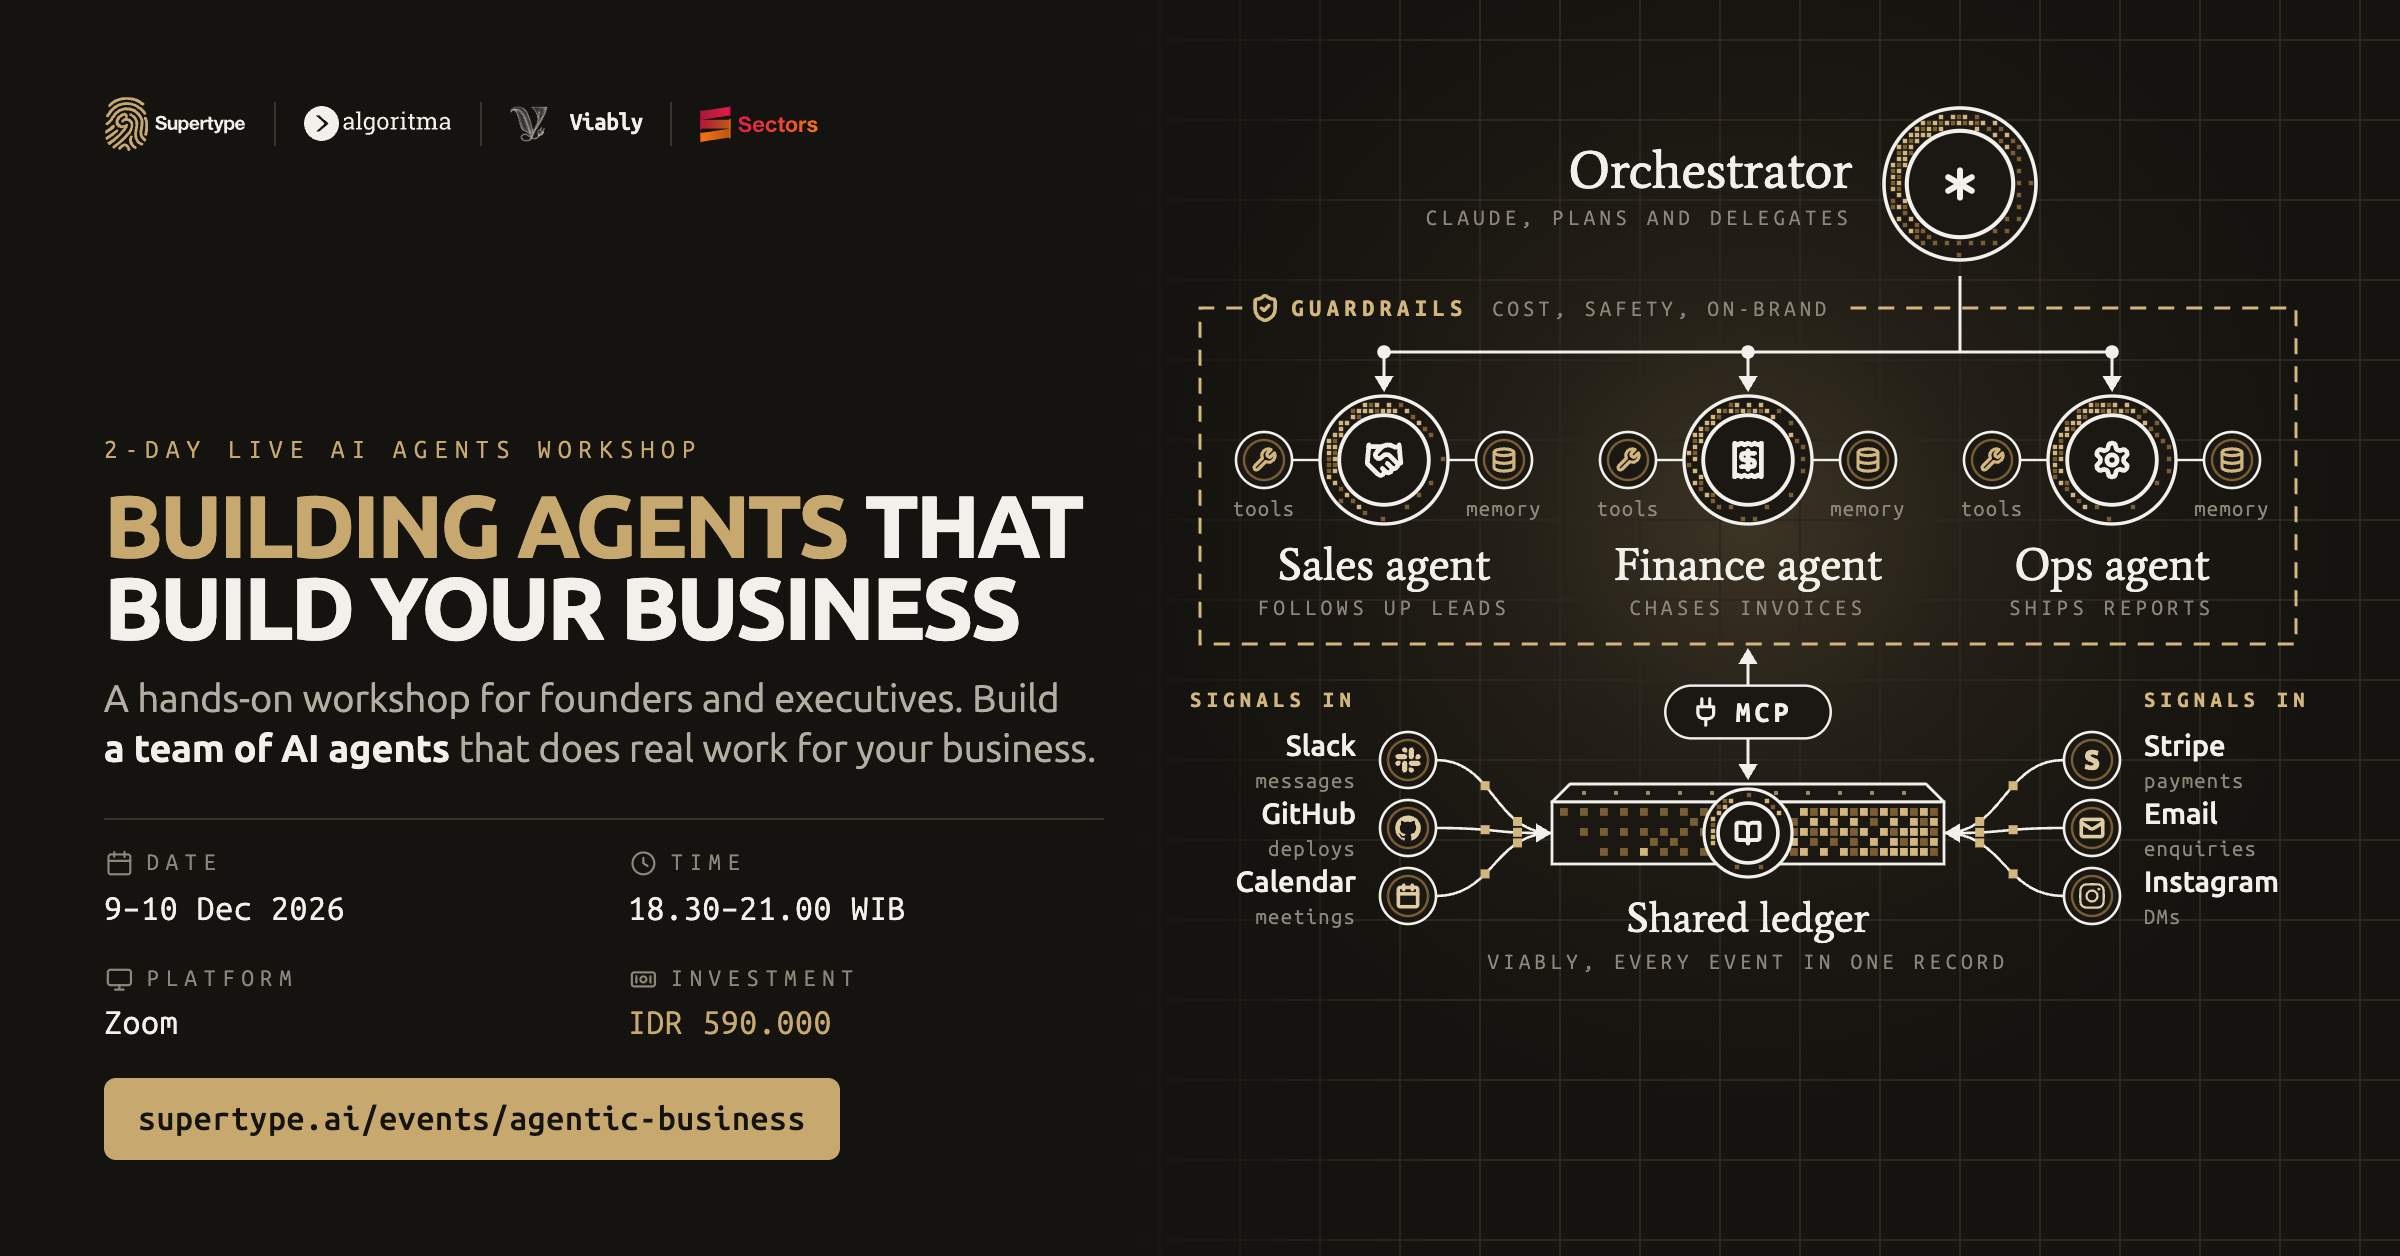 Supertype
algoritma
Viably
Sectors
2-DAY LIVE AI AGENTS WORKSHOP
BUILDING AGENTS THAT
BUILD YOUR BUSINESS
A hands-on workshop for founders and executives. Build
a team of AI agents that does real work for your business.
DATE
9–10 Dec 2026
TIME
18.30–21.00 WIB
PLATFORM
Zoom
INVESTMENT
IDR 590.000
supertype.ai/events/agentic-business
Orchestrator
CLAUDE, PLANS AND DELEGATES
GUARDRAILS COST, SAFETY, ON-BRAND
tools
memory
Sales agent
FOLLOWS UP LEADS
tools
memory
Finance agent
CHASES INVOICES
tools
memory
Ops agent
SHIPS REPORTS
MCP
SIGNALS IN
Slack
messages
GitHub
deploys
Calendar
meetings
SIGNALS IN
S
Stripe
payments
Email
enquiries
Instagram
DMs
Shared ledger
VIABLY, EVERY EVENT IN ONE RECORD